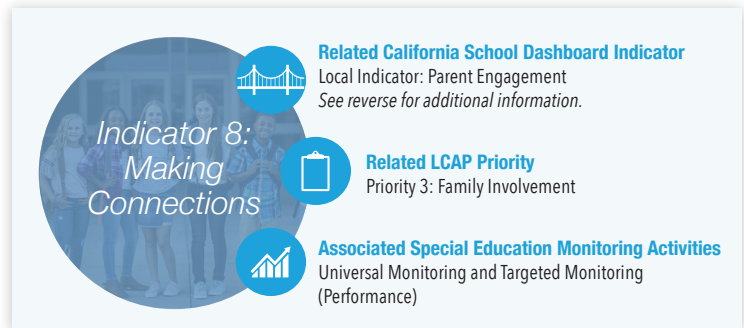 Indicator 8:
Making
Connections
Related California School Dashboard Indicator
Local Indicator: Parent Engagement
See reverse for additional information.
Related LCAP Priority
Priority 3: Family Involvement
Associated Special Education Monitoring Activities
Universal Monitoring and Targeted Monitoring
(Performance)